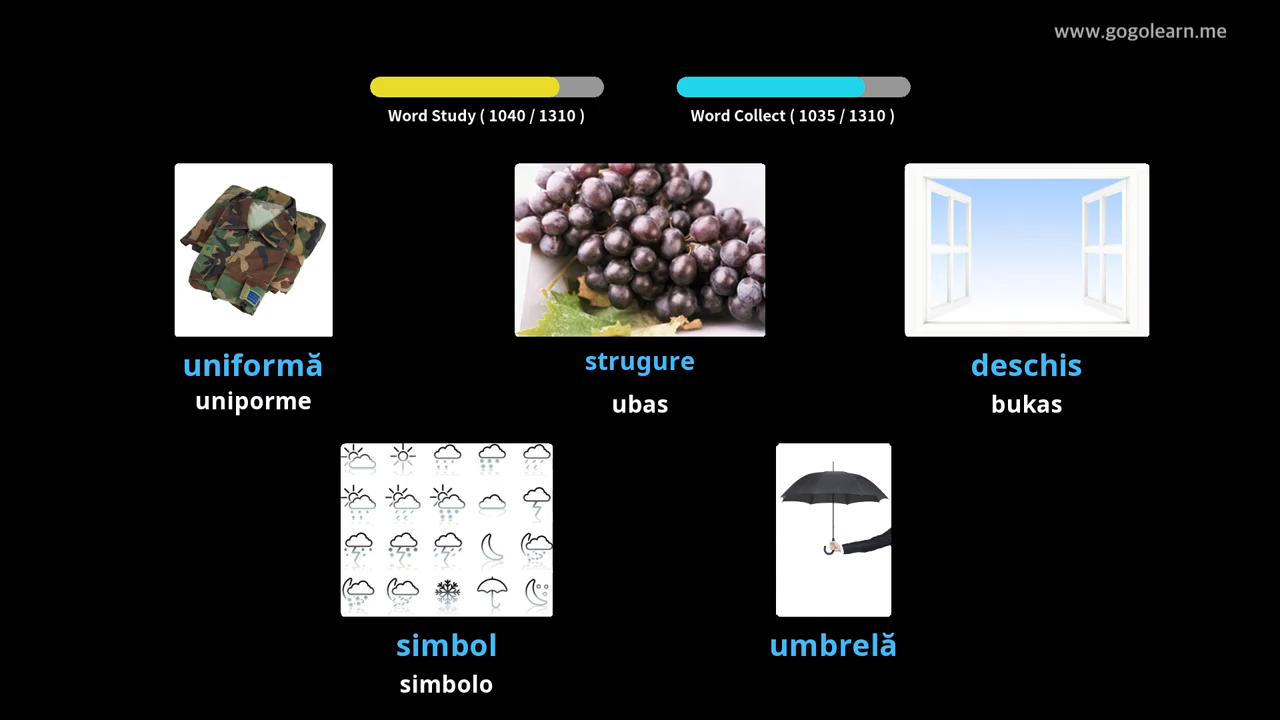 www.gogolearn.me
Word Study ( 1040 / 1310 )
Word Collect ( 1035 / 1310 )
uniformă
uniporme
strugure
ubas
deschis
bukas
simbol
simbolo
umbrelă